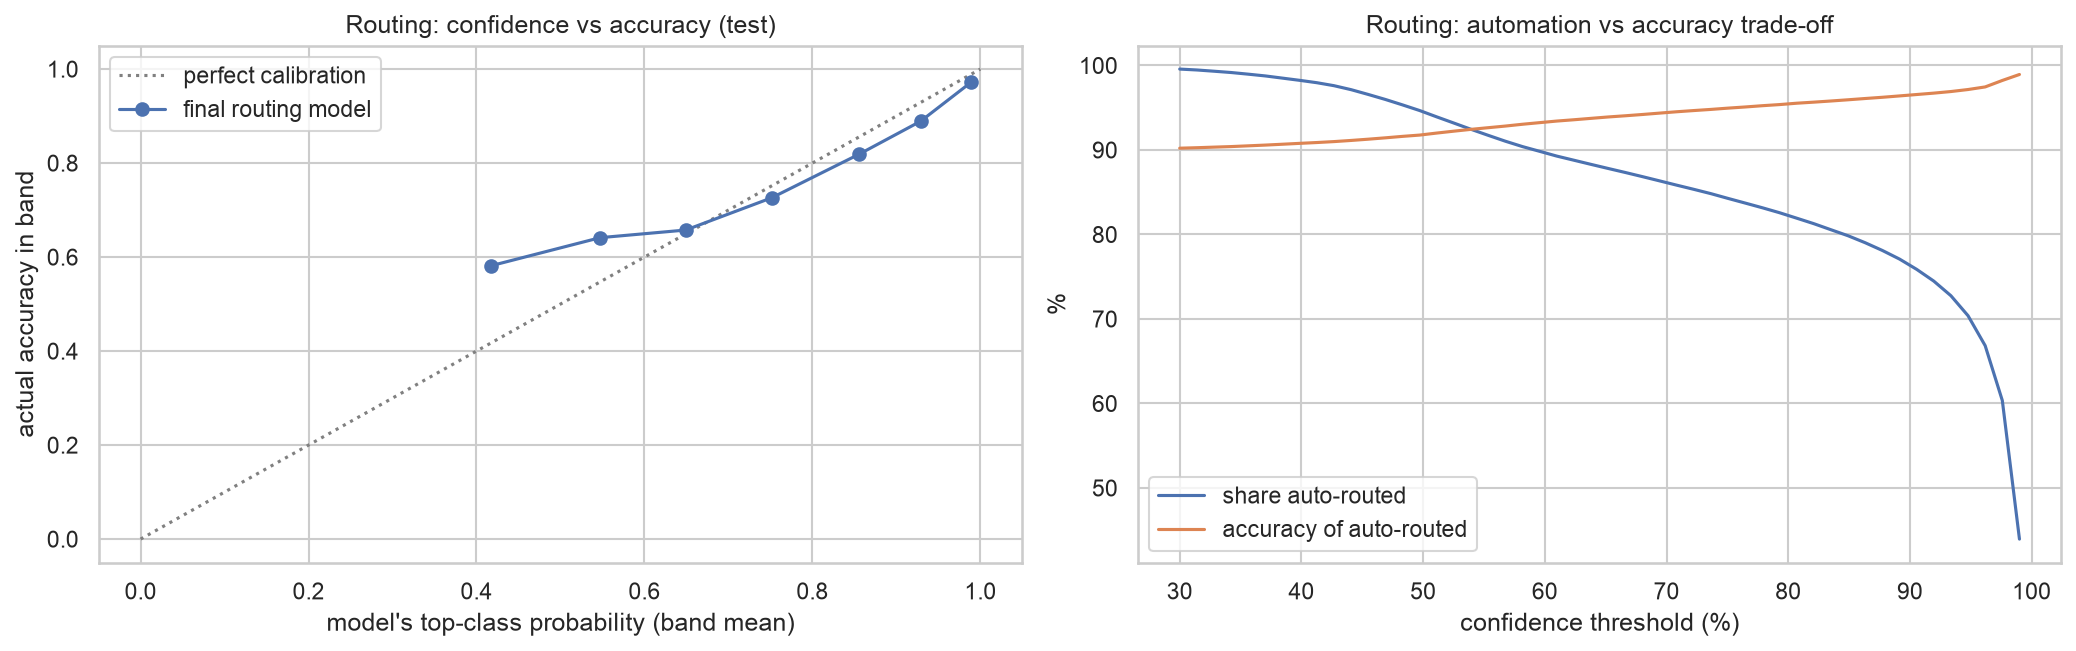 Routing: confidence vs accuracy (test)
perfect calibration
final routing model
1.0
0.8
0.6
0.4
0.2
0.0
actual accuracy in band
0.0 0.2 0.4 0.6 0.8 1.0
model's top-class probability (band mean)
Routing: automation vs accuracy trade-off
100
90
80
70
60
50
%
share auto-routed
accuracy of auto-routed
30 40 50 60 70 80 90 100
confidence threshold (%)